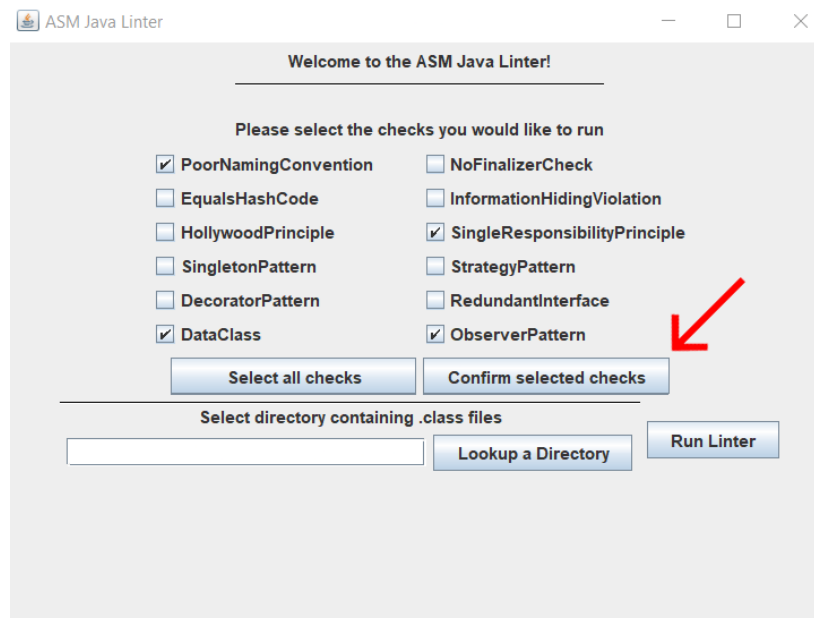 ASM Java Linter
Welcome to the ASM Java Linter!
Please select the checks you would like to run
PoorNamingConvention NoFinalizerCheck
EqualsHashCode InformationHidingViolation
HollywoodPrinciple SingleResponsibilityPrinciple
SingletonPattern StrategyPattern
DecoratorPattern RedundantInterface
DataClass ObserverPattern
Select all checks Confirm selected checks
Select directory containing .class files
Lookup a Directory Run Linter